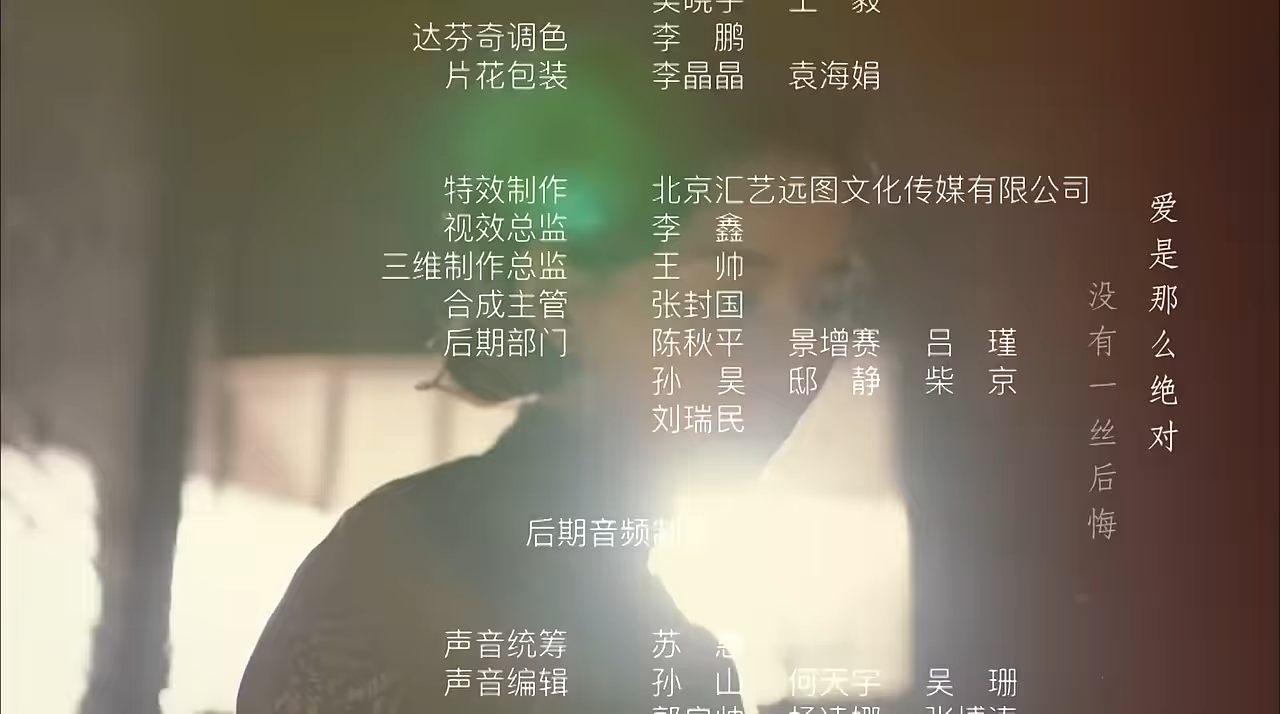 达芬奇调色 李 鹏
片花包装 李晶晶 袁海娟
特效制作 北京汇艺远图文化传媒有限公司
视效总监 李 鑫
三维制作总监 王 帅
合成主管 张封国
后期部门 陈秋平 景增赛 吕 瑾
孙 昊 邸 静 柴 京
刘瑞民
后期音频制
声音统筹 苏
声音编辑 孙 山 何天宇 吴 珊
爱是那么绝对
没有一丝后悔